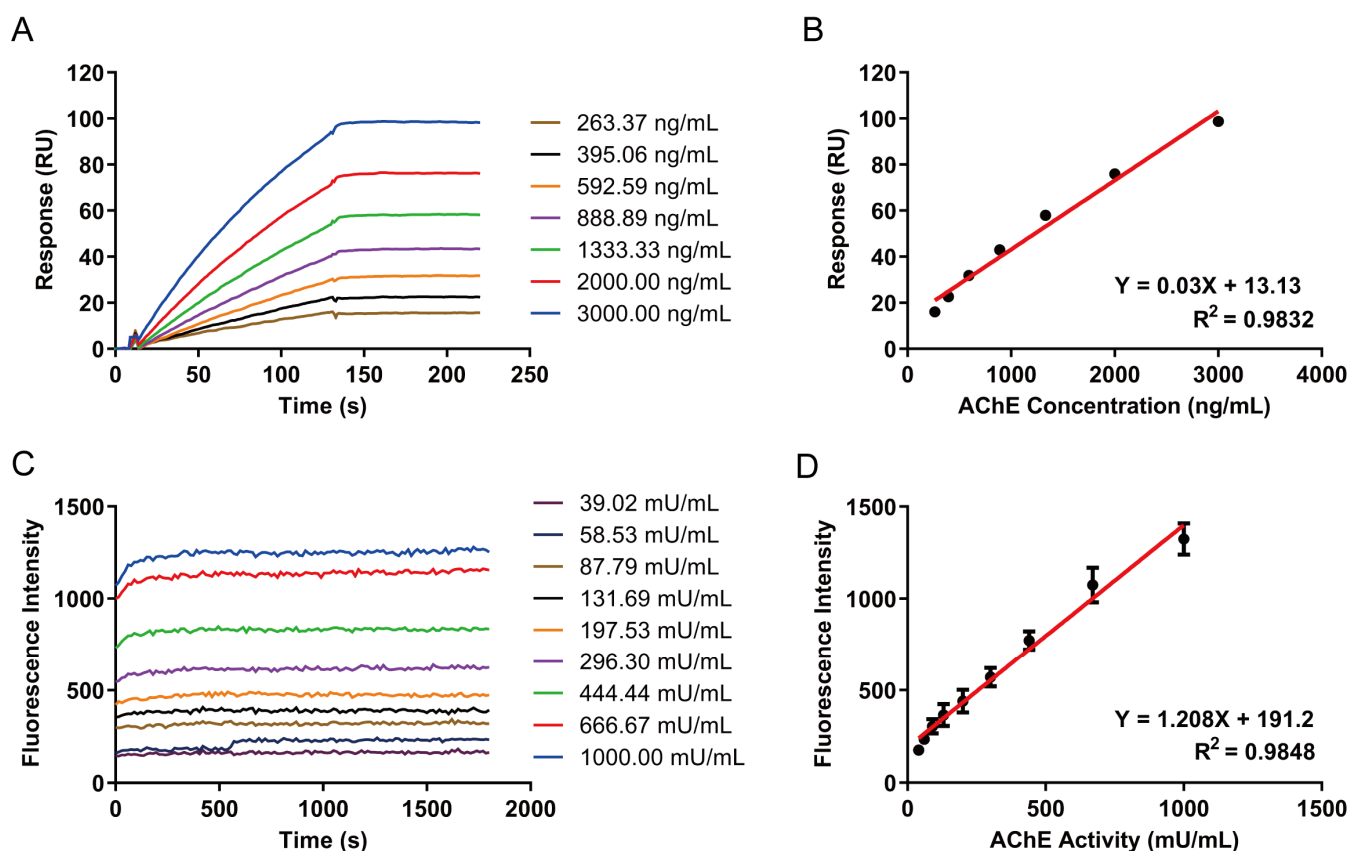 A
Response (RU)
120
100
80
60
40
20
0
0 50 100 150 200 250
Time (s)
263.37 ng/mL
395.06 ng/mL
592.59 ng/mL
888.89 ng/mL
1333.33 ng/mL
2000.00 ng/mL
3000.00 ng/mL
B
Response (RU)
120
100
80
60
40
20
0
Y = 0.03X + 13.13
R² = 0.9832
0 1000 2000 3000 4000
AChE Concentration (ng/mL)
C
Fluorescence Intensity
1500
1000
500
0
0 500 1000 1500 2000
Time (s)
39.02 mU/mL
58.53 mU/mL
87.79 mU/mL
131.69 mU/mL
197.53 mU/mL
296.30 mU/mL
444.44 mU/mL
666.67 mU/mL
1000.00 mU/mL
D
Fluorescence Intensity
1500
1000
500
0
Y = 1.208X + 191.2
R² = 0.9848
0 500 1000 1500
AChE Activity (mU/mL)